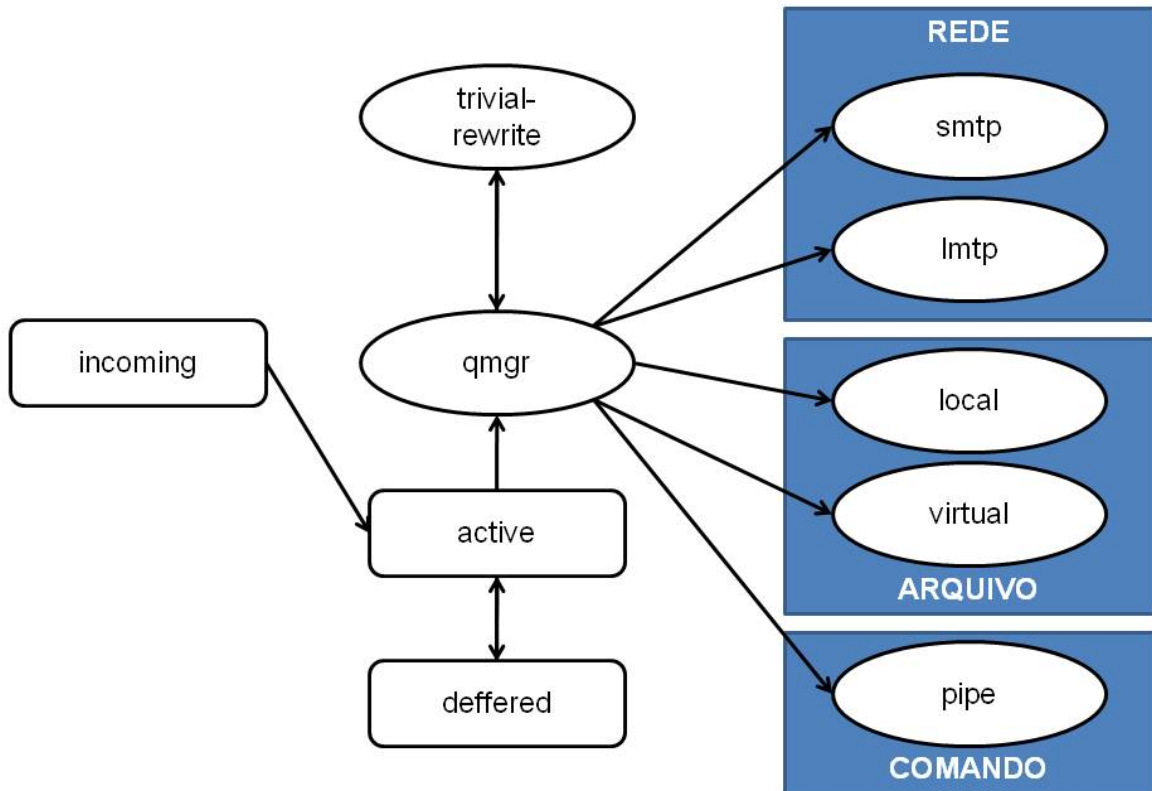 REDE
trivial-
rewrite
smtp
lmtp
incoming
qmgr
local
active
virtual
ARQUIVO
deffered
pipe
COMANDO